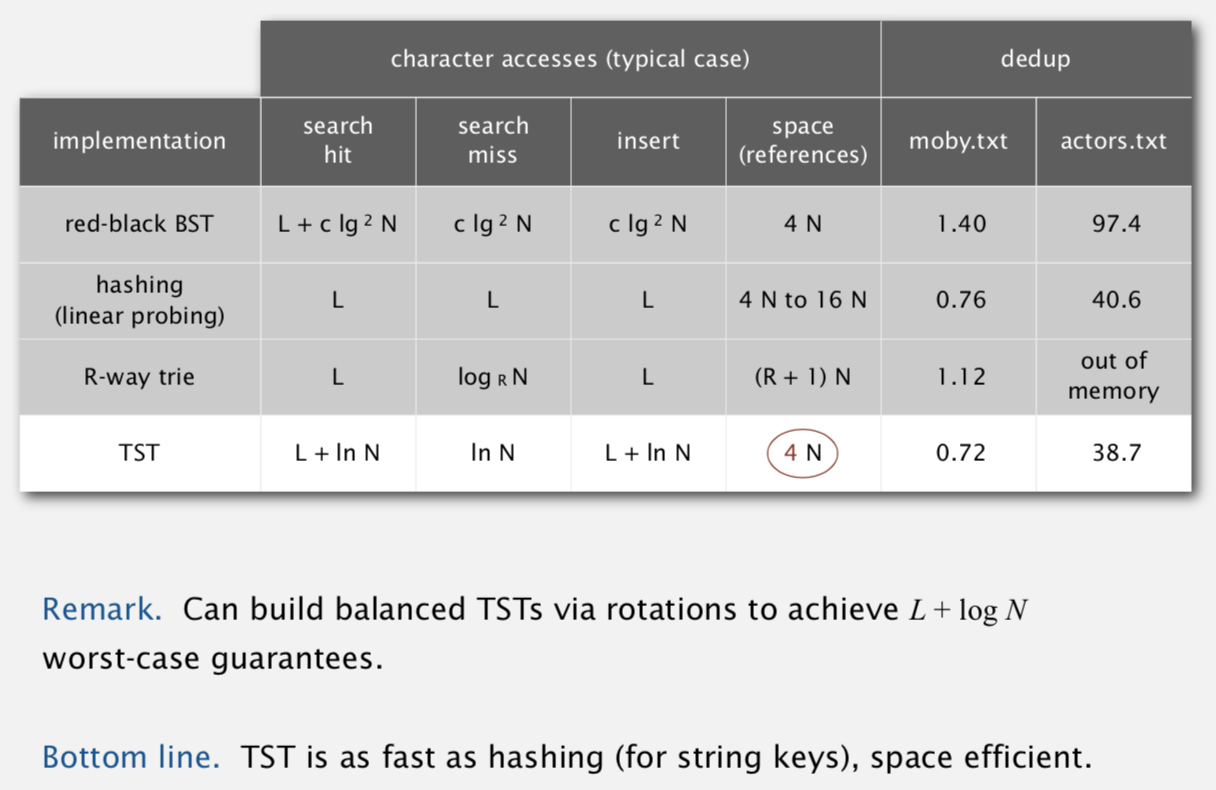 character accesses (typical case) dedup
implementation search hit search miss insert space (references) moby.txt actors.txt
red-black BST L + c lg ² N c lg ² N c lg ² N 4 N 1.40 97.4
hashing (linear probing) L L L 4 N to 16 N 0.76 40.6
R-way trie L log R N L (R + 1) N 1.12 out of memory
TST L + ln N ln N L + ln N 4 N 0.72 38.7
Remark. Can build balanced TSTs via rotations to achieve L + log N
worst-case guarantees.
Bottom line. TST is as fast as hashing (for string keys), space efficient.